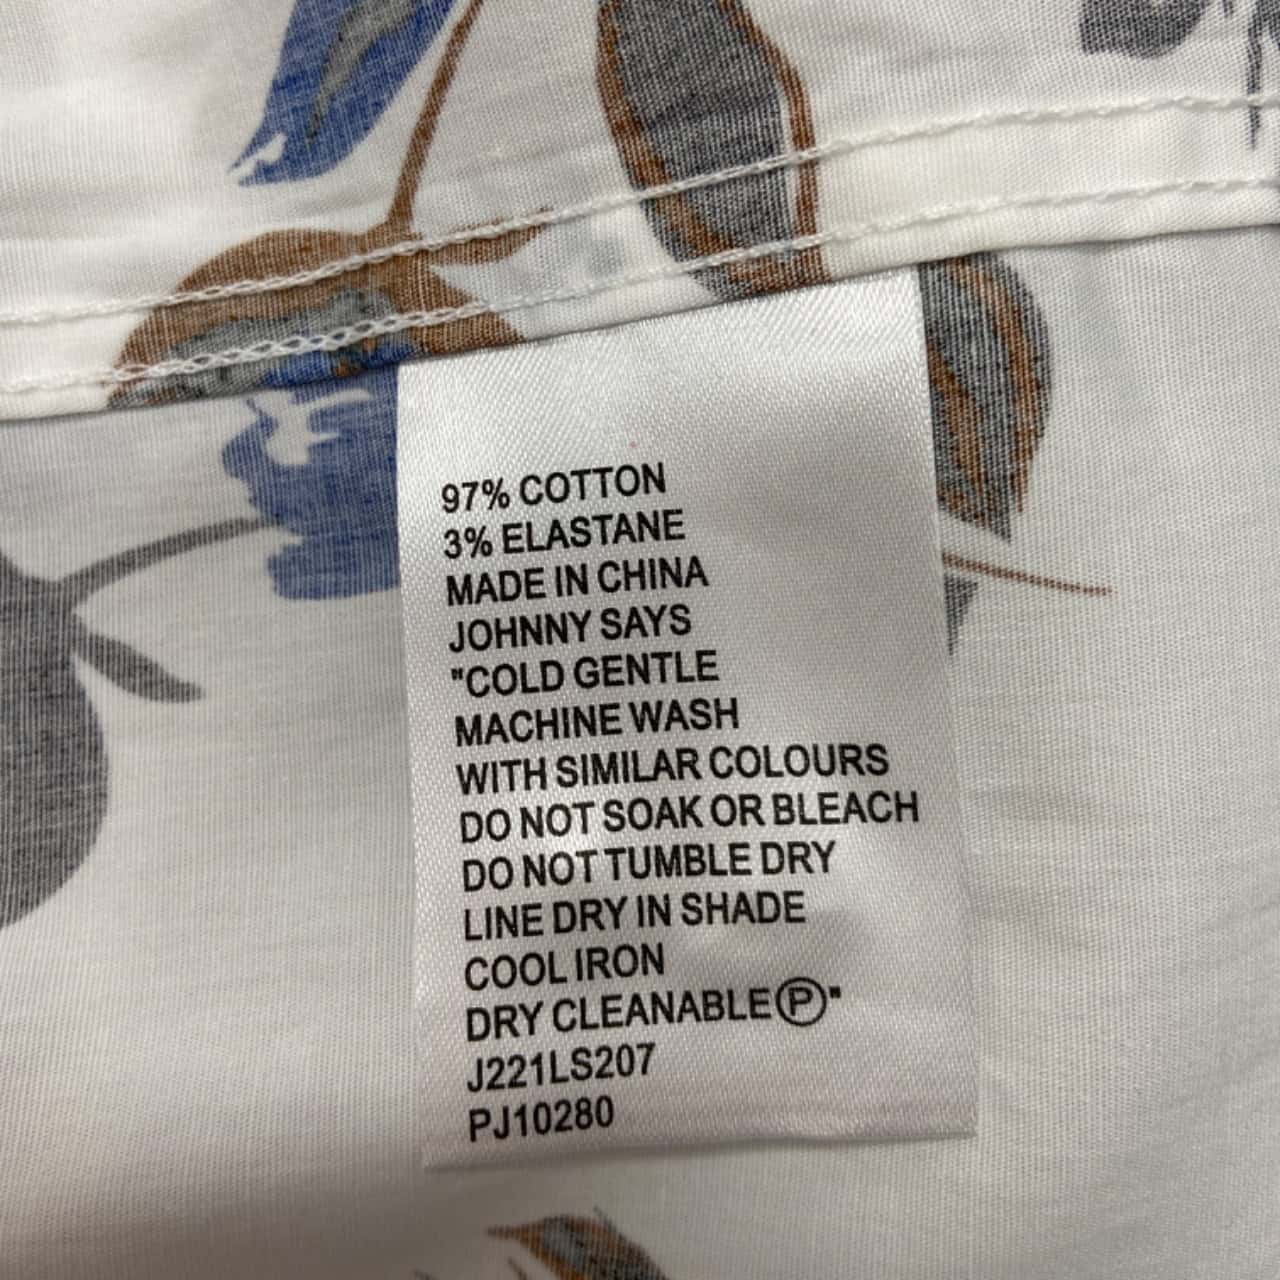 97% COTTON
3% ELASTANE
MADE IN CHINA
JOHNNY SAYS
"COLD GENTLE
MACHINE WASH
WITH SIMILAR COLOURS
DO NOT SOAK OR BLEACH
DO NOT TUMBLE DRY
LINE DRY IN SHADE
COOL IRON
DRY CLEANABLE Ⓟ"
J221LS207
PJ10280